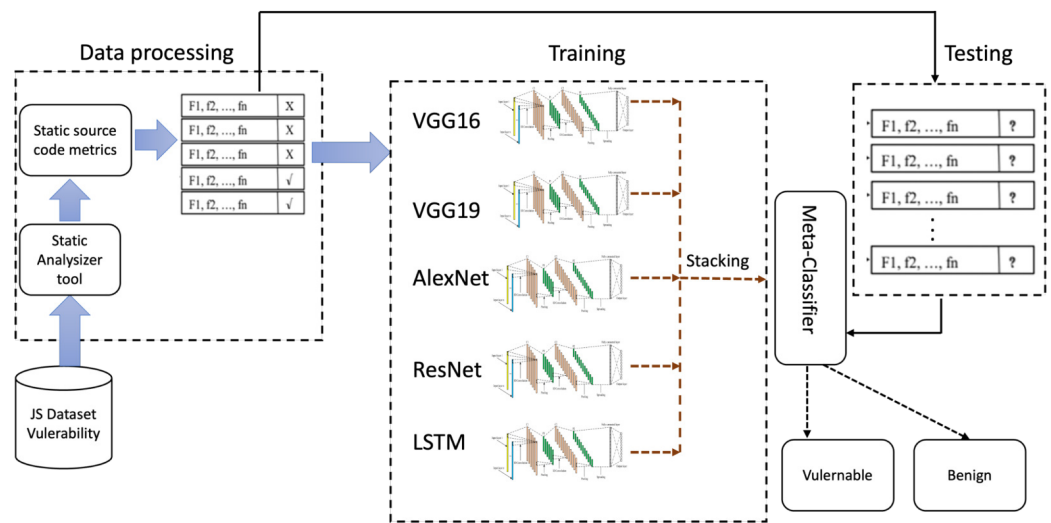 Data processing
Training
Testing
Static source
code metrics
F1, f2, ..., fn X
F1, f2, ..., fn X
F1, f2, ..., fn X
F1, f2, ..., fn √
F1, f2, ..., fn √
Static
Analysizer
tool
JS Dataset
Vulerability
VGG16
VGG19
AlexNet
ResNet
LSTM
Stacking
Meta-Classifier
F1, f2, ..., fn ?
F1, f2, ..., fn ?
F1, f2, ..., fn ?
F1, f2, ..., fn ?
Vulernable
Benign